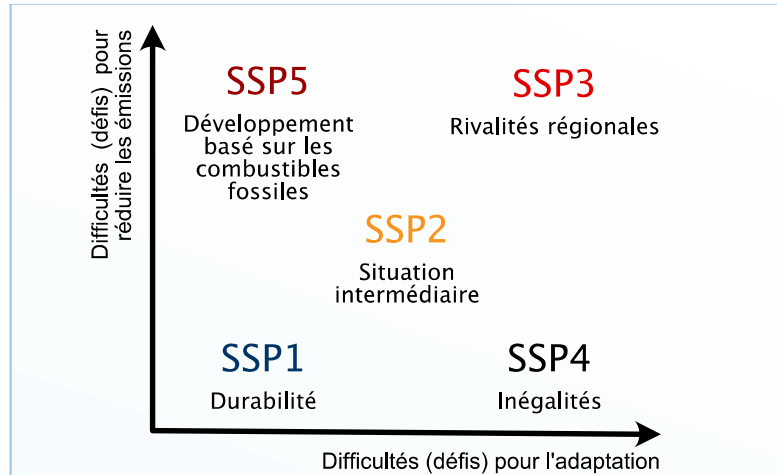 Difficultés (défis) pour
réduire les émissions
SSP5
Développement
basé sur les
combustibles
fossiles
SSP3
Rivalités régionales
SSP2
Situation
intermédiaire
SSP1
Durabilité
SSP4
Inégalités
Difficultés (défis) pour l'adaptation